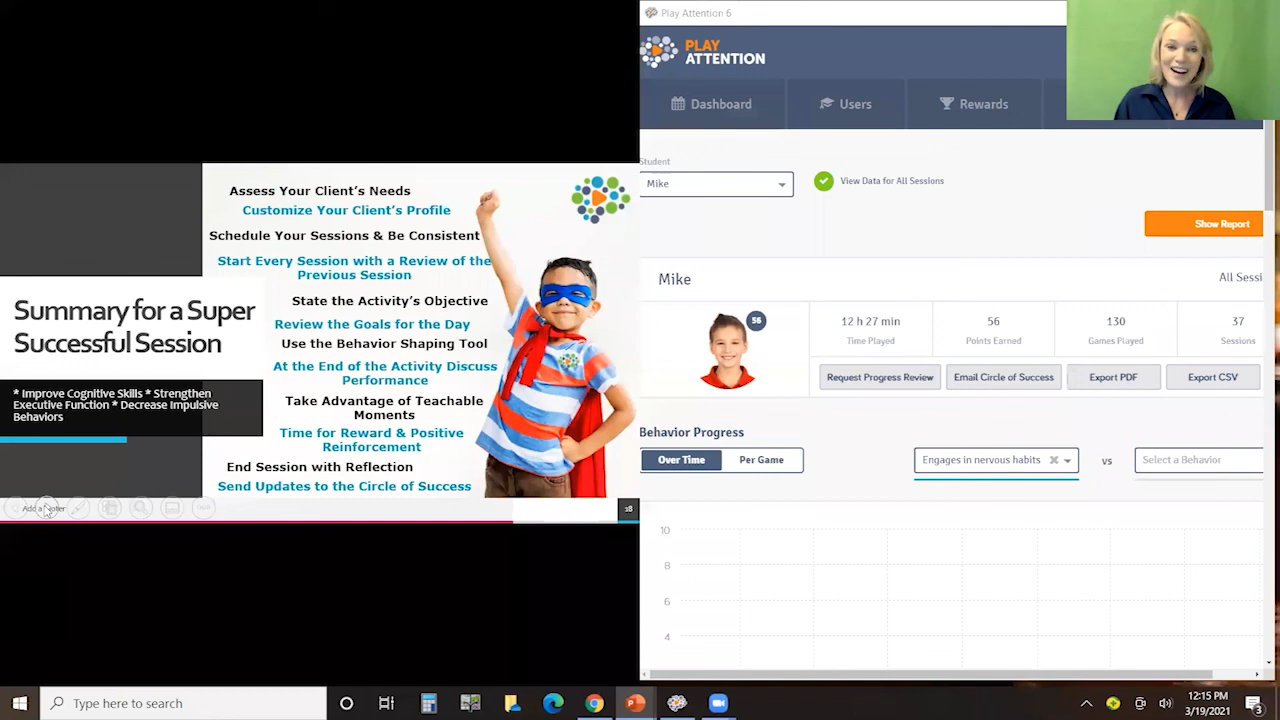 Assess Your Client's Needs
Customize Your Client's Profile
Schedule Your Sessions & Be Consistent
Start Every Session with a Review of the
Previous Session
State the Activity's Objective
Review the Goals for the Day
Use the Behavior Shaping Tool
At the End of the Activity Discuss
Performance
Take Advantage of Teachable
Moments
Time for Reward & Positive
Reinforcement
End Session with Reflection
Send Updates to the Circle of Success
Summary for a Super
Successful Session
* Improve Cognitive Skills * Strengthen
Executive Function * Decrease Impulsive
Behaviors
18
Play Attention 6
PLAY
ATTENTION
Dashboard
Users
Rewards
Student
Mike
View Data for All Sessions
Show Report
Mike
All Sessi
56
12 h 27 min
56
130
37
Time Played
Points Earned
Games Played
Sessions
Request Progress Review
Email Circle of Success
Export PDF
Export CSV
Behavior Progress
Over Time
Per Game
Engages in nervous habits
vs
Select a Behavior
10
8
6
4
Type here to search
12:15 PM
3/19/2021
3